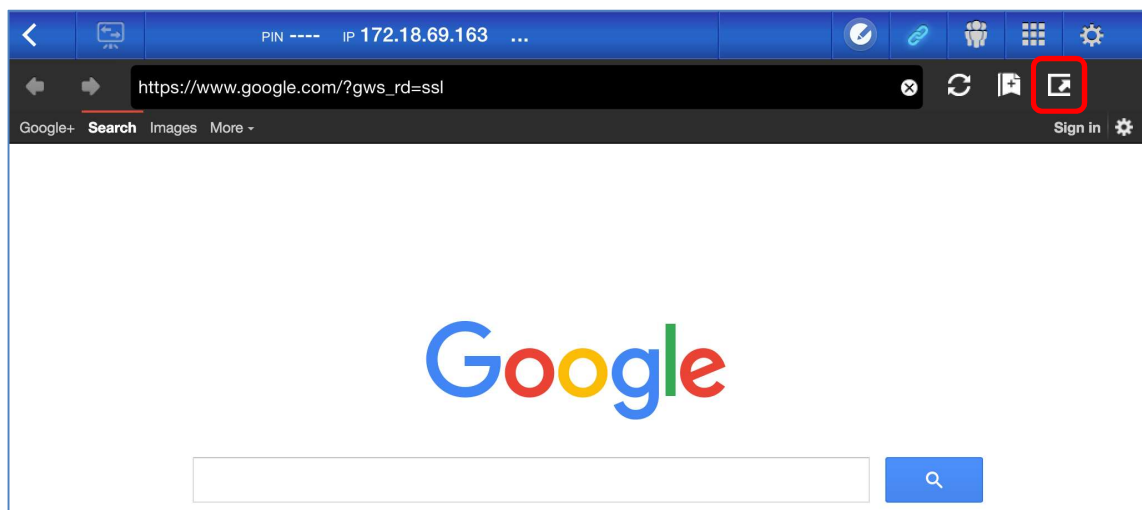 PIN ---- IP 172.18.69.163 ...
https://www.google.com/?gws_rd=ssl
Google+ Search Images More Sign in
Google